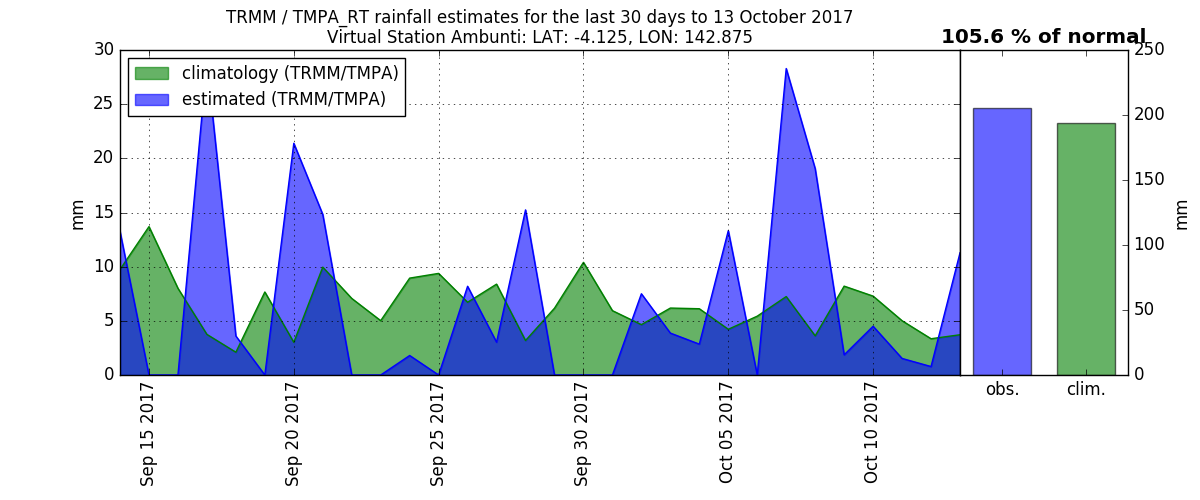 TRMM / TMPA_RT rainfall estimates for the last 30 days to 13 October 2017
Virtual Station Ambunti: LAT: -4.125, LON: 142.875
105.6 % of normal
climatology (TRMM/TMPA)
estimated (TRMM/TMPA)
30
25
20
15
10
5
0
mm
Sep 15 2017
Sep 20 2017
Sep 25 2017
Sep 30 2017
Oct 05 2017
Oct 10 2017
250
200
150
100
50
0
mm
obs.
clim.